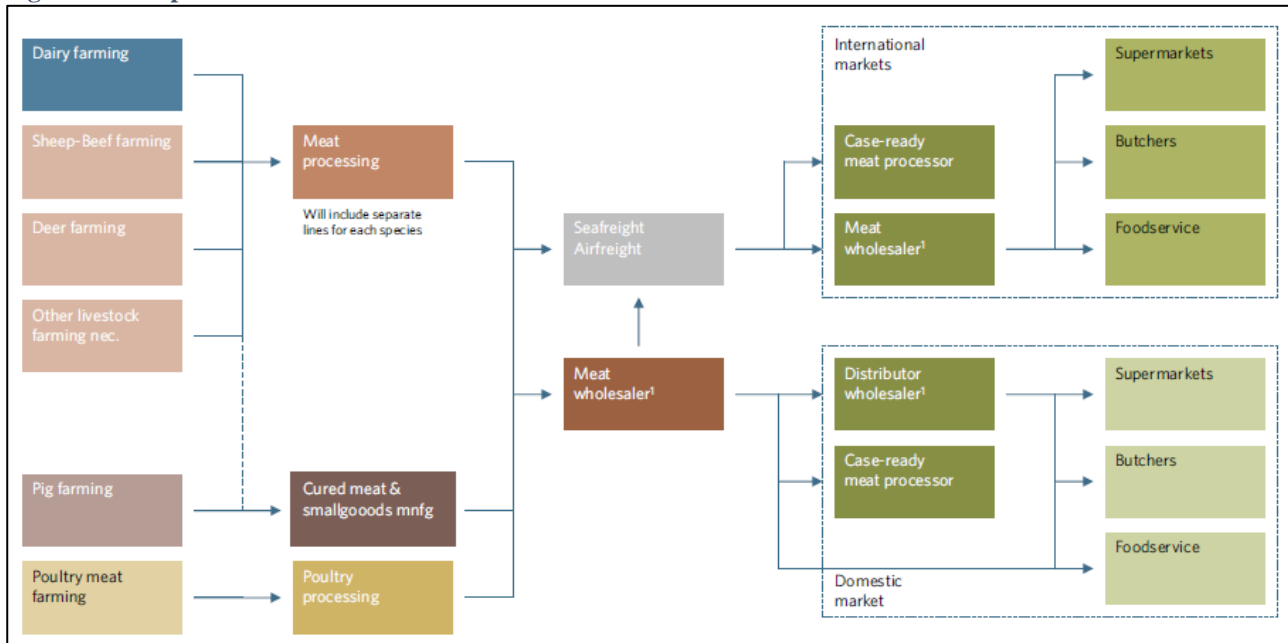 Dairy farming
Sheep-Beef farming
Deer farming
Other livestock
farming nec.
Pig farming
Poultry meat
farming
Meat
processing
Will include separate
lines for each species
Cured meat &
smallgooods mnfg
Poultry
processing
Seafreight
Airfreight
Meat
wholesaler¹
International
markets
Case-ready
meat processor
Meat
wholesaler¹
Supermarkets
Butchers
Foodservice
Distributor
wholesaler¹
Case-ready
meat processor
Domestic
market
Supermarkets
Butchers
Foodservice